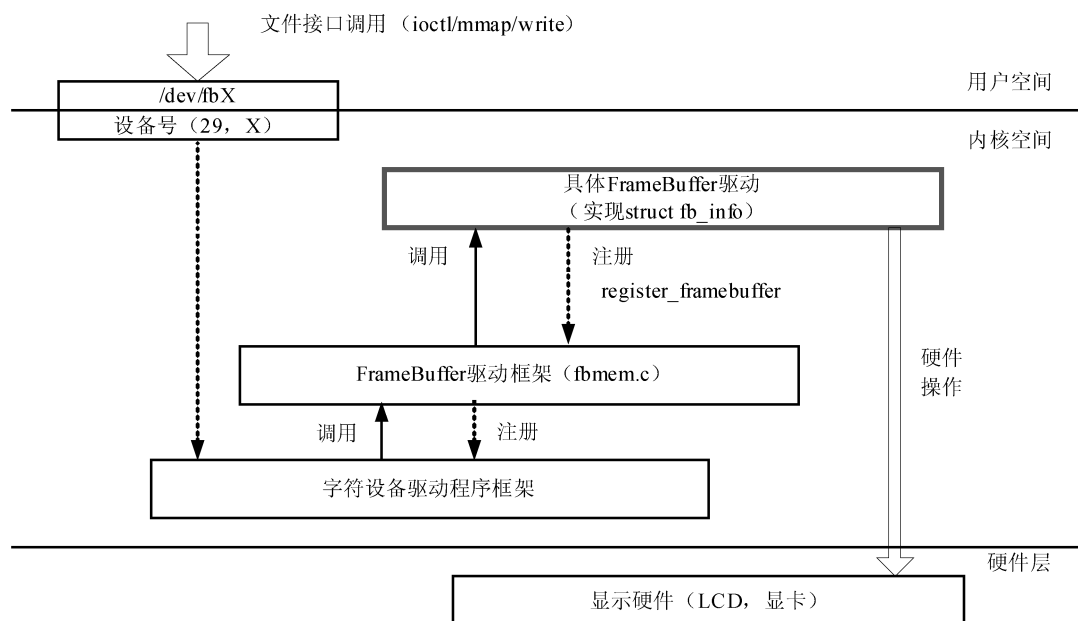 文件接口调用（ioctl/mmap/write）
/dev/fbX
用户空间
设备号（29，X）
内核空间
具体FrameBuffer驱动
（实现struct fb_info）
调用
注册
register_framebuffer
硬件
操作
FrameBuffer驱动框架（fbmem.c）
调用
注册
字符设备驱动程序框架
硬件层
显示硬件（LCD，显卡）